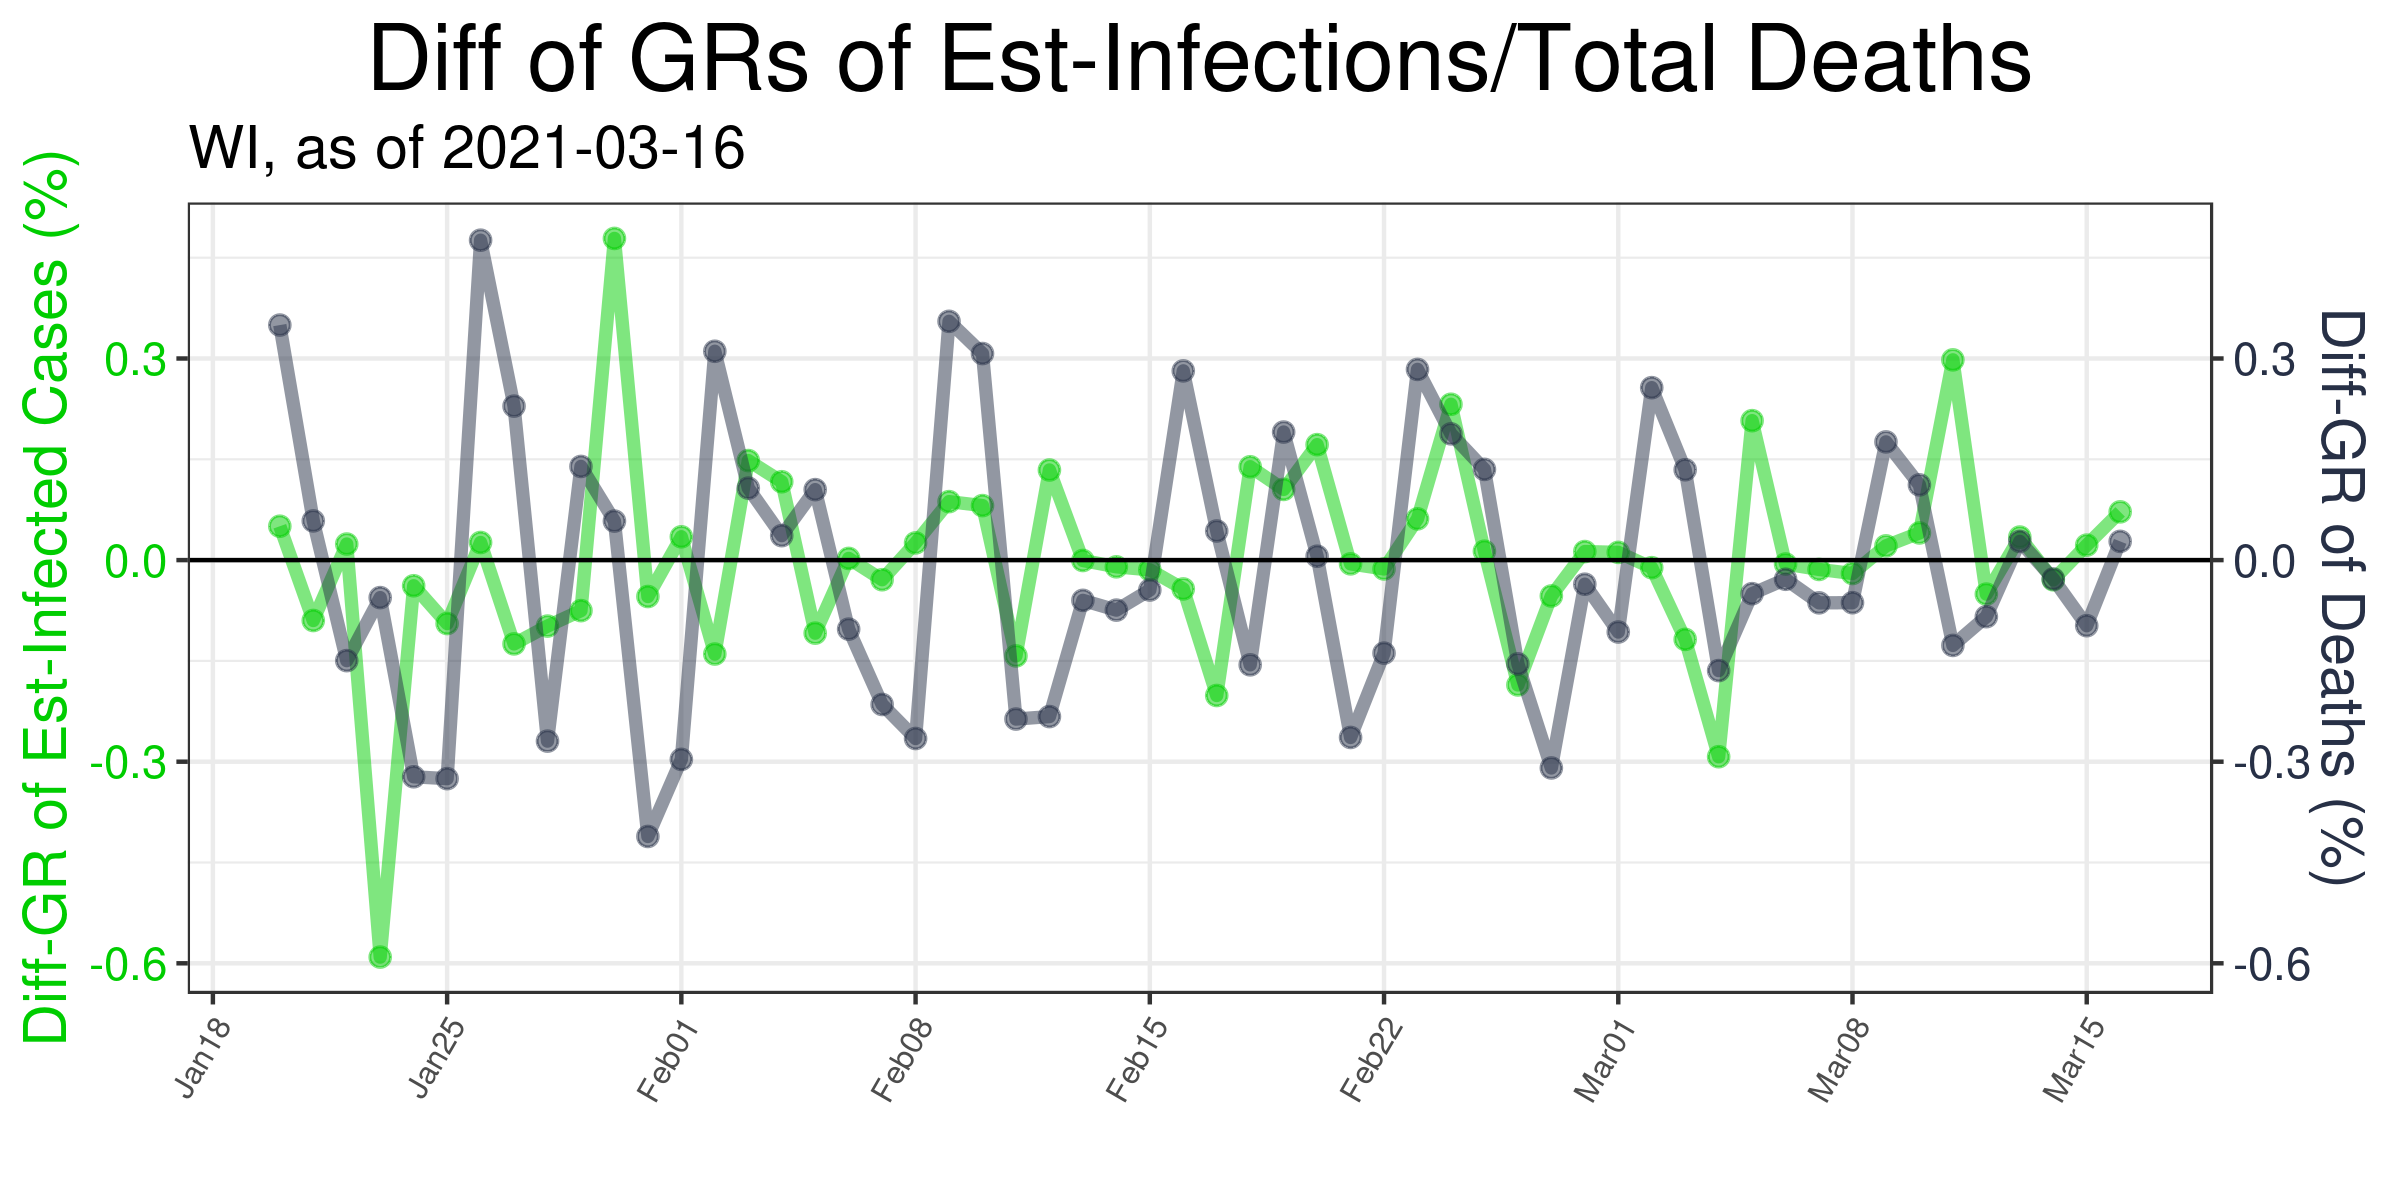 Diff of GRs of Est-Infections/Total Deaths
WI, as of 2021-03-16
Diff-GR of Est-Infected Cases (%)
0.3
0.0
-0.3
-0.6
0.3
0.0
-0.3
-0.6
Diff-GR of Deaths (%)
Jan18
Jan25
Feb01
Feb08
Feb15
Feb22
Mar01
Mar08
Mar15